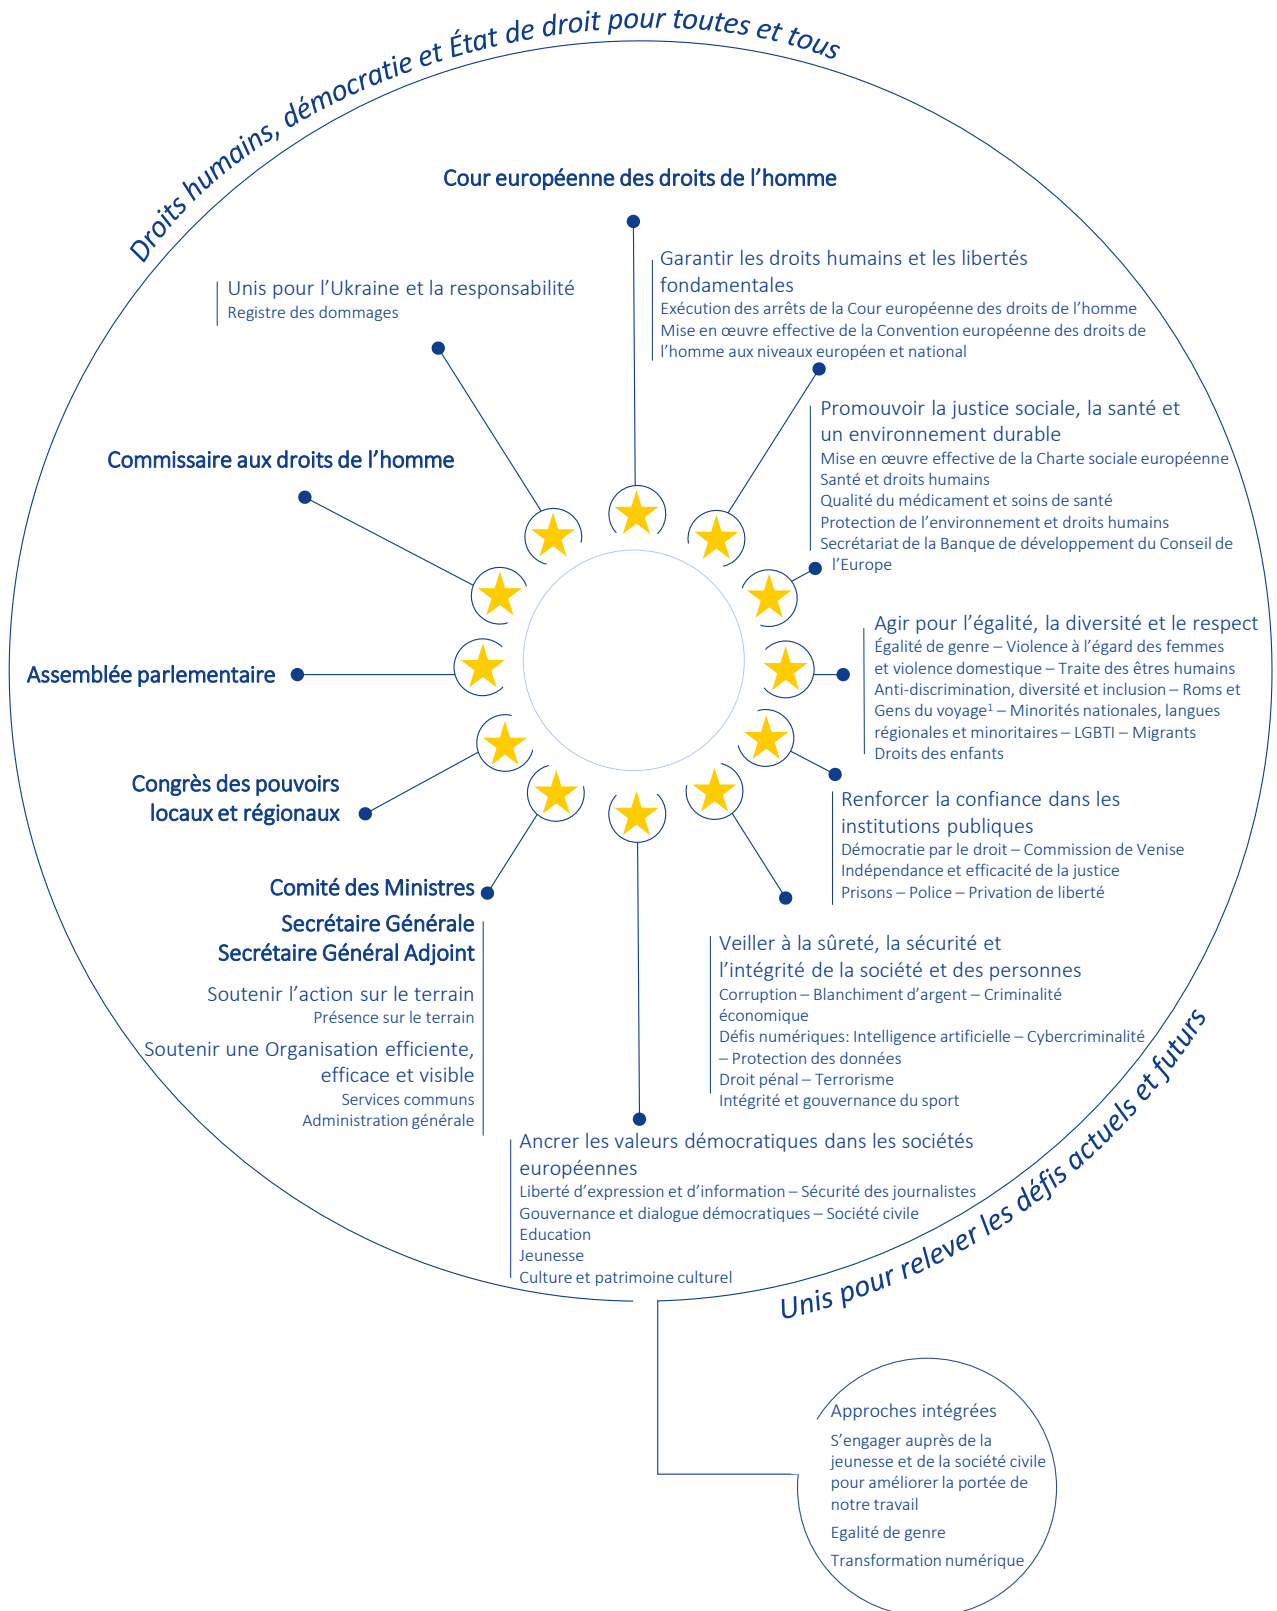 Droits humains, démocratie et État de droit pour toutes et tous
Cour européenne des droits de l’homme
Garantir les droits humains et les libertés
fondamentales
Exécution des arrêts de la Cour européenne des droits de l’homme
Mise en œuvre effective de la Convention européenne des droits de
l’homme aux niveaux européen et national
Promouvoir la justice sociale, la santé et
un environnement durable
Mise en œuvre effective de la Charte sociale européenne
Santé et droits humains
Qualité du médicament et soins de santé
Protection de l’environnement et droits humains
Secrétariat de la Banque de développement du Conseil de
l’Europe
Agir pour l’égalité, la diversité et le respect
Égalité de genre – Violence à l’égard des femmes
et violence domestique – Traite des êtres humains
Anti-discrimination, diversité et inclusion – Roms et
Gens du voyage¹ – Minorités nationales, langues
régionales et minoritaires – LGBTI – Migrants
Droits des enfants
Renforcer la confiance dans les
institutions publiques
Démocratie par le droit – Commission de Venise
Indépendance et efficacité de la justice
Prisons – Police – Privation de liberté
Veiller à la sûreté, la sécurité et
l’intégrité de la société et des personnes
Corruption – Blanchiment d’argent – Criminalité
économique
Défis numériques: Intelligence artificielle – Cybercriminalité
– Protection des données
Droit pénal – Terrorisme
Intégrité et gouvernance du sport
Ancrer les valeurs démocratiques dans les sociétés
européennes
Liberté d’expression et d’information – Sécurité des journalistes
Gouvernance et dialogue démocratiques – Société civile
Education
Jeunesse
Culture et patrimoine culturel
Comité des Ministres
Secrétaire Générale
Secrétaire Général Adjoint
Soutenir l’action sur le terrain
Présence sur le terrain
Soutenir une Organisation efficiente,
efficace et visible
Services communs
Administration générale
Congrès des pouvoirs
locaux et régionaux
Assemblée parlementaire
Commissaire aux droits de l’homme
Unis pour l’Ukraine et la responsabilité
Registre des dommages
Unis pour relever les défis actuels et futurs
Approches intégrées
S’engager auprès de la
jeunesse et de la société civile
pour améliorer la portée de
notre travail
Egalité de genre
Transformation numérique